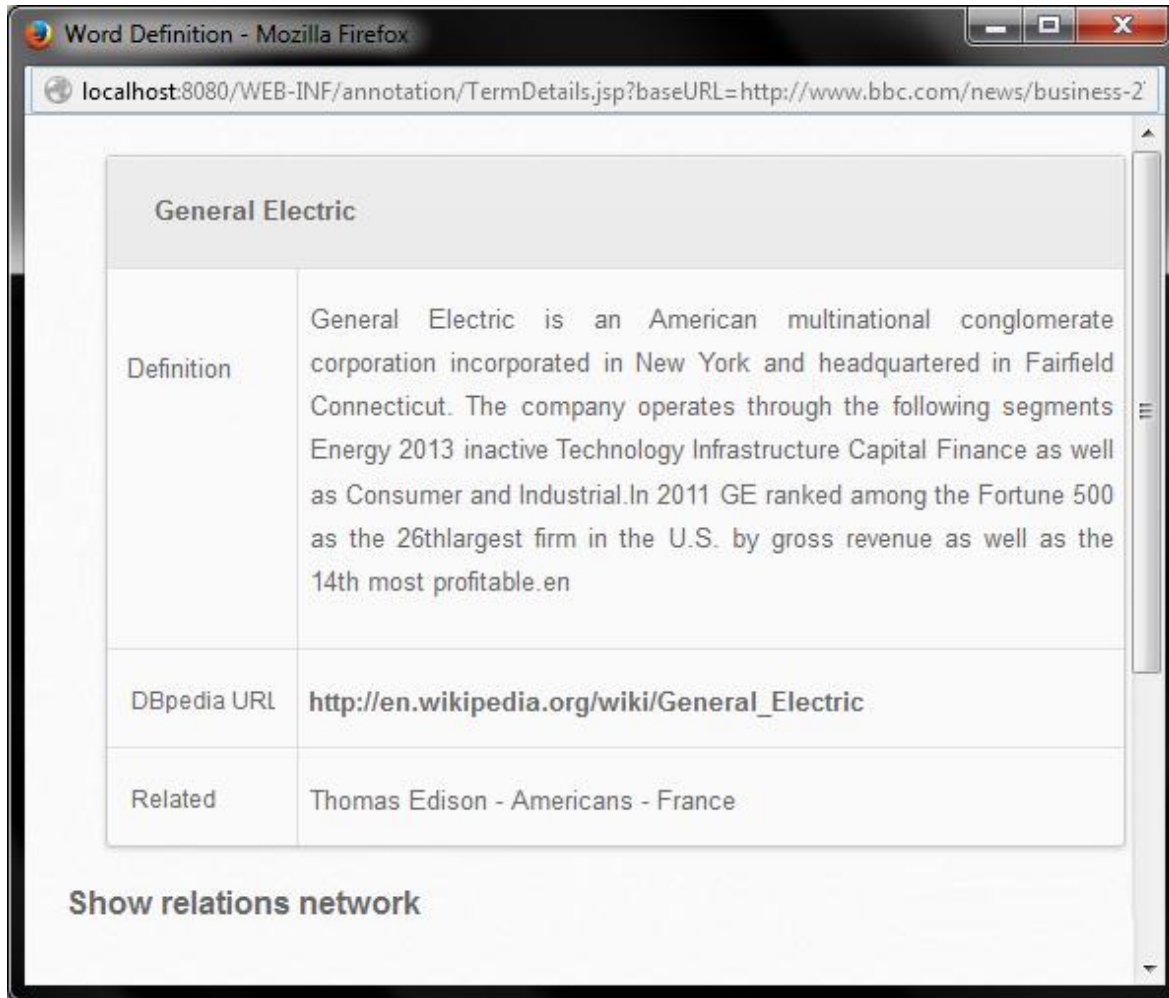 Word Definition - Mozilla Firefox
localhost:8080/WEB-INF/annotation/TermDetails.jsp?baseURL=http://www.bbc.com/news/business-2
General Electric
Definition
General Electric is an American multinational conglomerate
corporation incorporated in New York and headquartered in Fairfield
Connecticut. The company operates through the following segments
Energy 2013 inactive Technology Infrastructure Capital Finance as well
as Consumer and Industrial.In 2011 GE ranked among the Fortune 500
as the 26thlargest firm in the U.S. by gross revenue as well as the
14th most profitable.en
DBpedia URL
http://en.wikipedia.org/wiki/General_Electric
Related
Thomas Edison - Americans - France
Show relations network